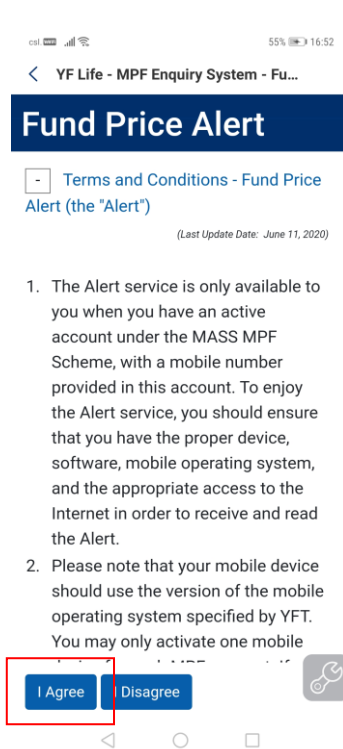 csl. 55% 16:52
YF Life - MPF Enquiry System - Fu...
Fund Price Alert
- Terms and Conditions - Fund Price
Alert (the "Alert")
(Last Update Date: June 11, 2020)
1. The Alert service is only available to
you when you have an active
account under the MASS MPF
Scheme, with a mobile number
provided in this account. To enjoy
the Alert service, you should ensure
that you have the proper device,
software, mobile operating system,
and the appropriate access to the
Internet in order to receive and read
the Alert.
2. Please note that your mobile device
should use the version of the mobile
operating system specified by YFT.
You may only activate one mobile
I Agree
I Disagree